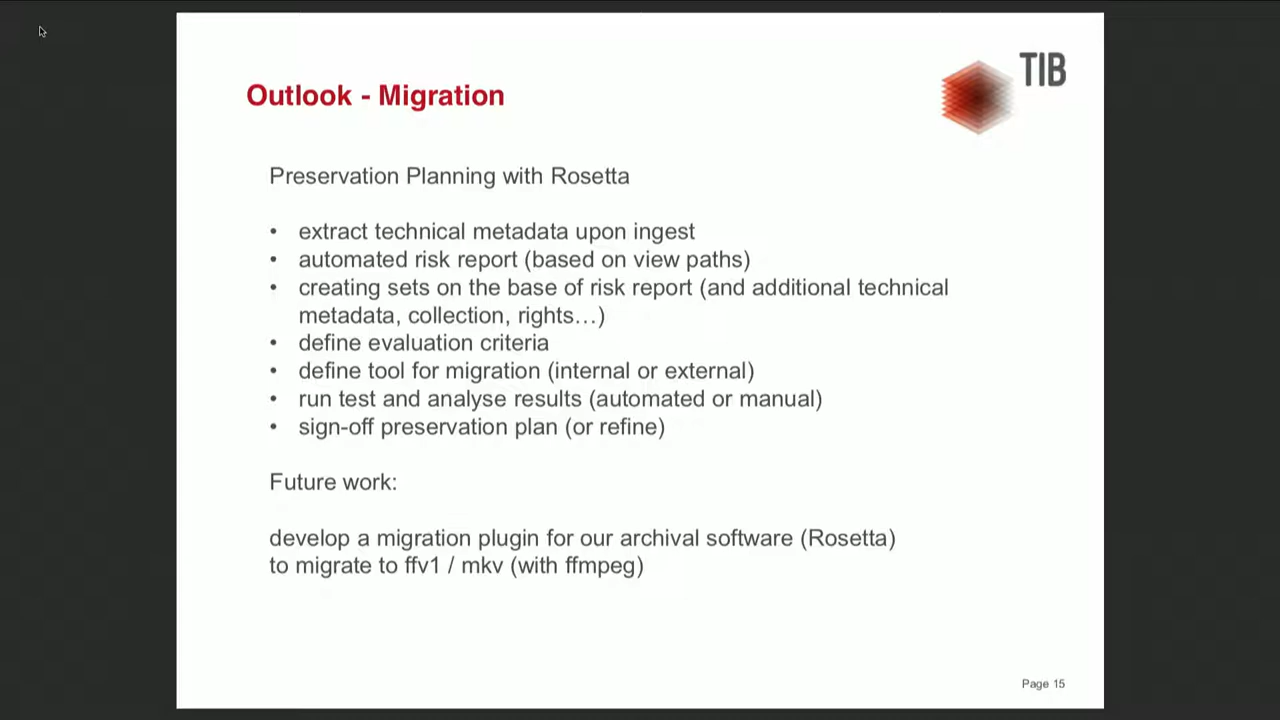 TIB
Outlook - Migration
Preservation Planning with Rosetta
• extract technical metadata upon ingest
• automated risk report (based on view paths)
• creating sets on the base of risk report (and additional technical
metadata, collection, rights…)
• define evaluation criteria
• define tool for migration (internal or external)
• run test and analyse results (automated or manual)
• sign-off preservation plan (or refine)
Future work:
develop a migration plugin for our archival software (Rosetta)
to migrate to ffv1 / mkv (with ffmpeg)
Page 15